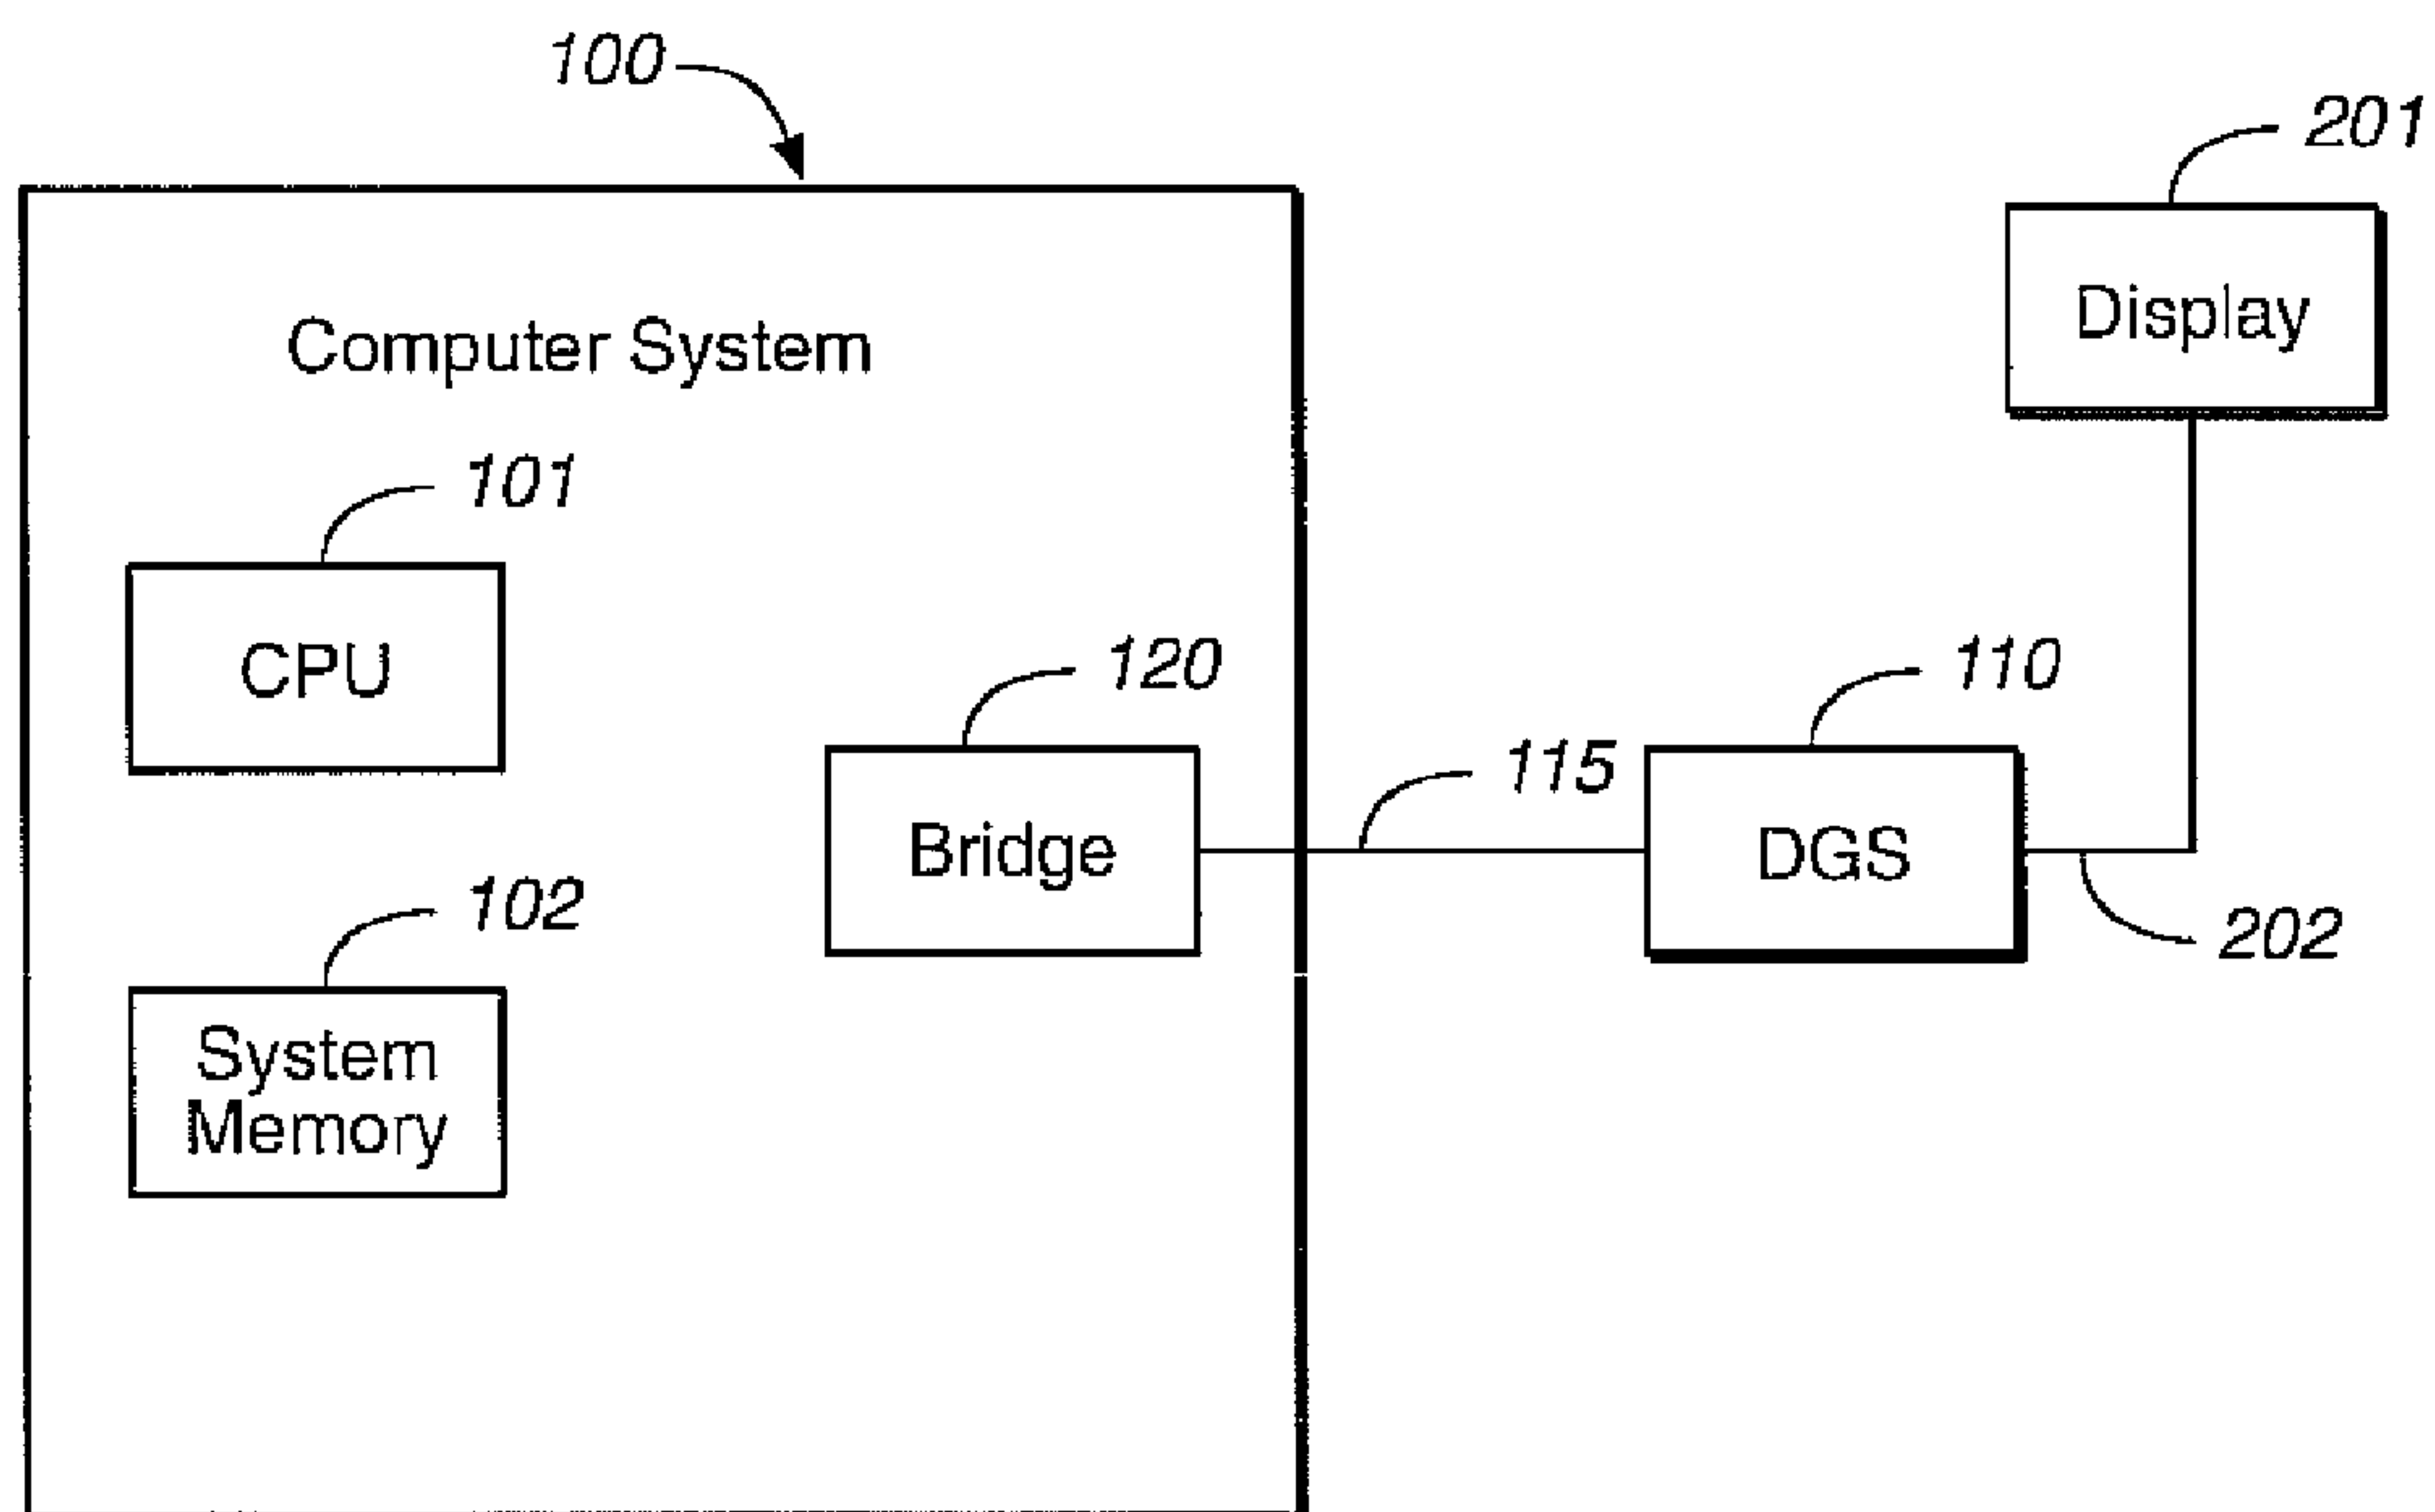 100
201
Display
Computer System
101
CPU
120
110
115
Bridge
DGS
102
202
System
Memory